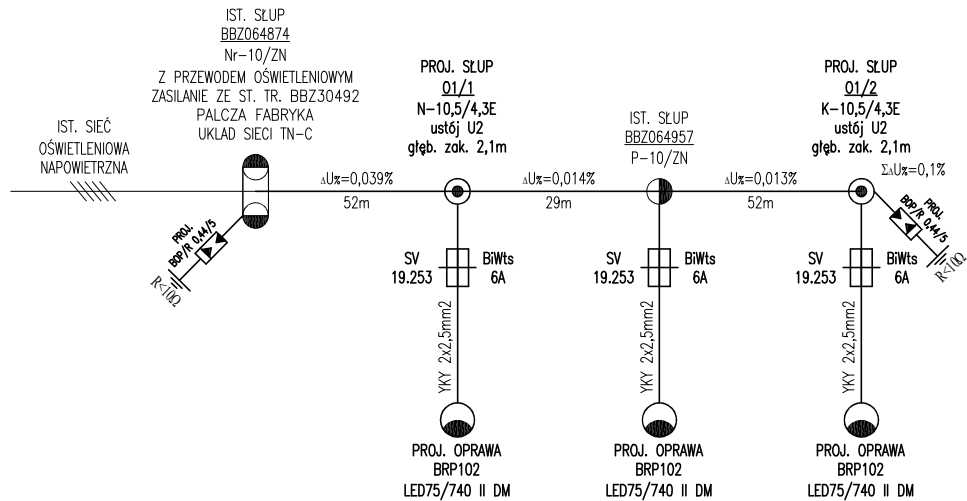 IST. SŁUP
BBZ064874
Nr-10/ZN
Z PRZEWODEM OŚWIETLENIOWYM
ZASILANIE ZE ST. TR. BBZ30492
PALCZA FABRYKA
UKLAD SIECI TN-C
IST. SIEĆ
OŚWIETLENIOWA
NAPOWIETRZNA
PROJ.
BOP/R 0,44/5
R<10Ω
ΔU%=0,039%
52m
PROJ. SŁUP
01/1
N-10,5/4,3E
ustój U2
głęb. zak. 2,1m
ΔU%=0,014%
29m
IST. SŁUP
BBZ064957
P-10/ZN
ΔU%=0,013%
52m
PROJ. SŁUP
01/2
K-10,5/4,3E
ustój U2
głęb. zak. 2,1m
ΣΔU%=0,1%
PROJ.
BOP/R 0,44/5
R<10Ω
SV
19.253
BiWts
6A
YKY 2x2,5mm2
PROJ. OPRAWA
BRP102
LED75/740 II DM
SV
19.253
BiWts
6A
YKY 2x2,5mm2
PROJ. OPRAWA
BRP102
LED75/740 II DM
SV
19.253
BiWts
6A
YKY 2x2,5mm2
PROJ. OPRAWA
BRP102
LED75/740 II DM